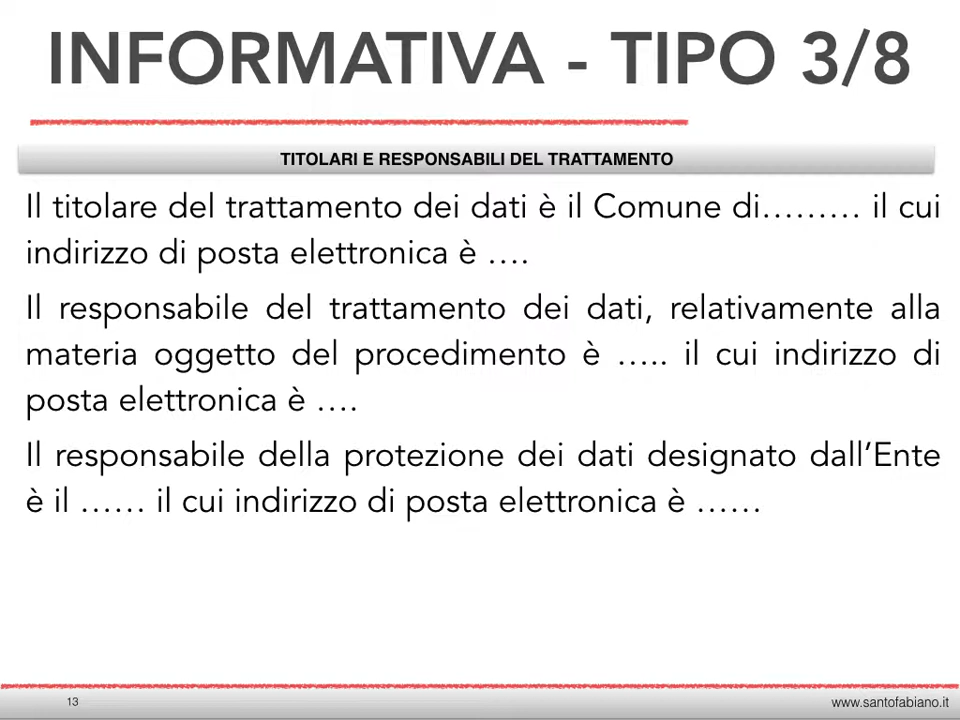 INFORMATIVA - TIPO 3/8
TITOLARI E RESPONSABILI DEL TRATTAMENTO
Il titolare del trattamento dei dati è il Comune di……… il cui
indirizzo di posta elettronica è ….
Il responsabile del trattamento dei dati, relativamente alla
materia oggetto del procedimento è ….. il cui indirizzo di
posta elettronica è ….
Il responsabile della protezione dei dati designato dall’Ente
è il …… il cui indirizzo di posta elettronica è ……
13
www.santofabiano.it